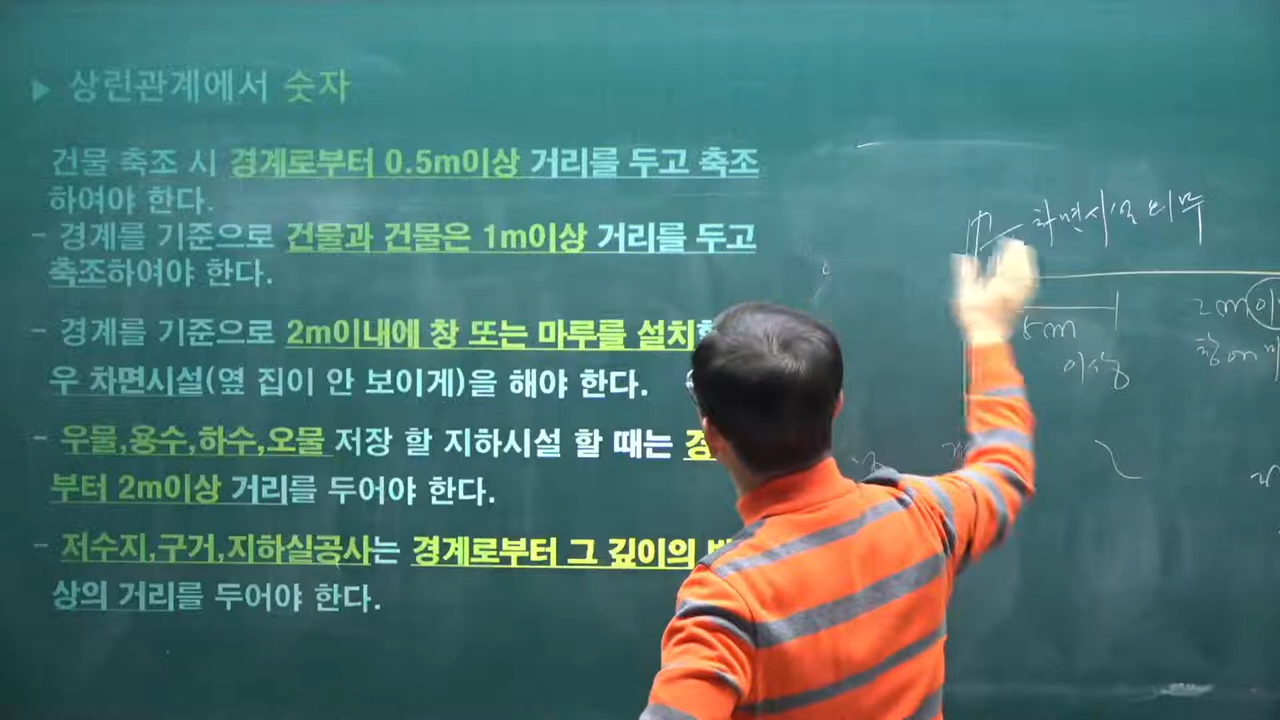 ▶ 상린관계에서 숫자
건물 축조 시 경계로부터 0.5m이상 거리를 두고 축조
하여야 한다.
- 경계를 기준으로 건물과 건물은 1m이상 거리를 두고
축조하여야 한다.
- 경계를 기준으로 2m이내에 창 또는 마루를 설치
우 차면시설(옆 집이 안 보이게)을 해야 한다.
- 우물,용수,하수,오물 저장 할 지하시설 할 때는
부터 2m이상 거리를 두어야 한다.
- 저수지,구거,지하실공사는 경계로부터 그 깊이의
상의 거리를 두어야 한다.
차면시설 의무
2m이
5m
이상